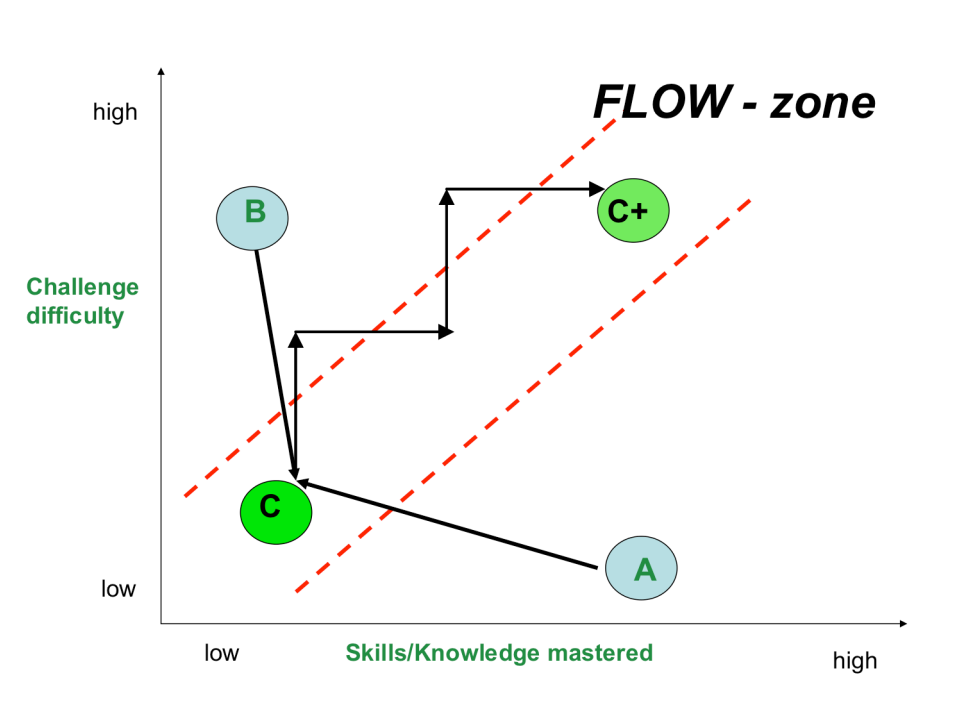 FLOW - zone
high
B
C+
Challenge
difficulty
C
A
low
low
Skills/Knowledge mastered
high